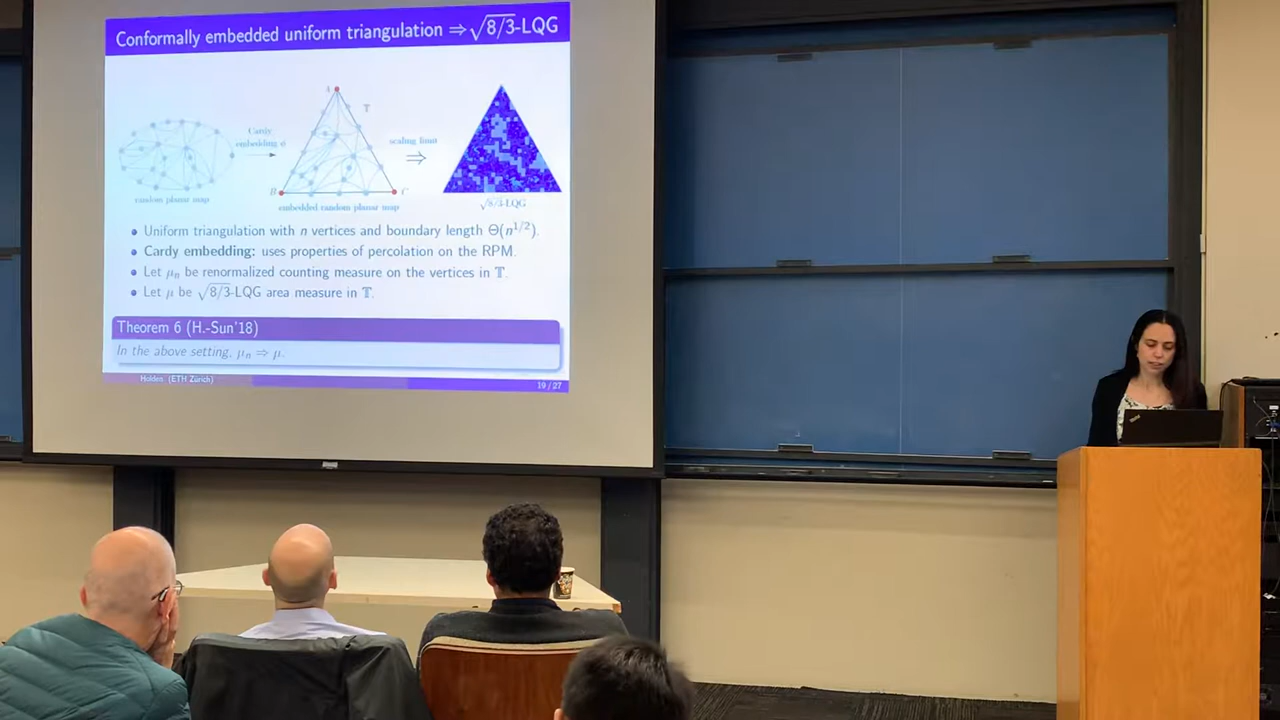 Conformally embedded uniform triangulation ⇒√8/3-LQG
A
T
Cardy
embedding ϕ
scaling limit
⇒
B
C
random planar map
embedded random planar map
√8/3-LQG
Uniform triangulation with n vertices and boundary length Θ(n^{1/2}).
Cardy embedding: uses properties of percolation on the RPM.
Let μ_n be renormalized counting measure on the vertices in T.
Let μ be √8/3-LQG area measure in T.
Theorem 6 (H.-Sun'18)
In the above setting, μ_n ⇒ μ.
Holden (ETH Zürich)
19 / 27